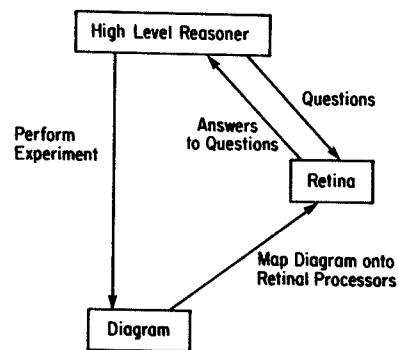 High Level Reasoner
Questions
Answers
to Questions
Perform
Experiment
Retina
Map Diagram onto
Retinal Processors
Diagram